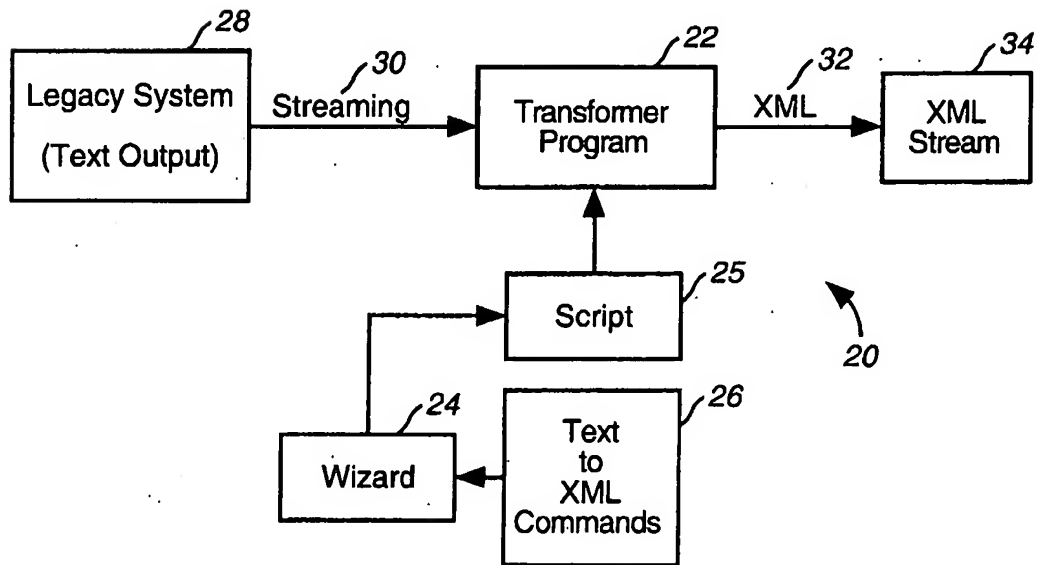 28
Legacy System
(Text Output)
30
Streaming
22
Transformer
Program
32
XML
34
XML
Stream
25
Script
20
24
Wizard
26
Text
to
XML
Commands